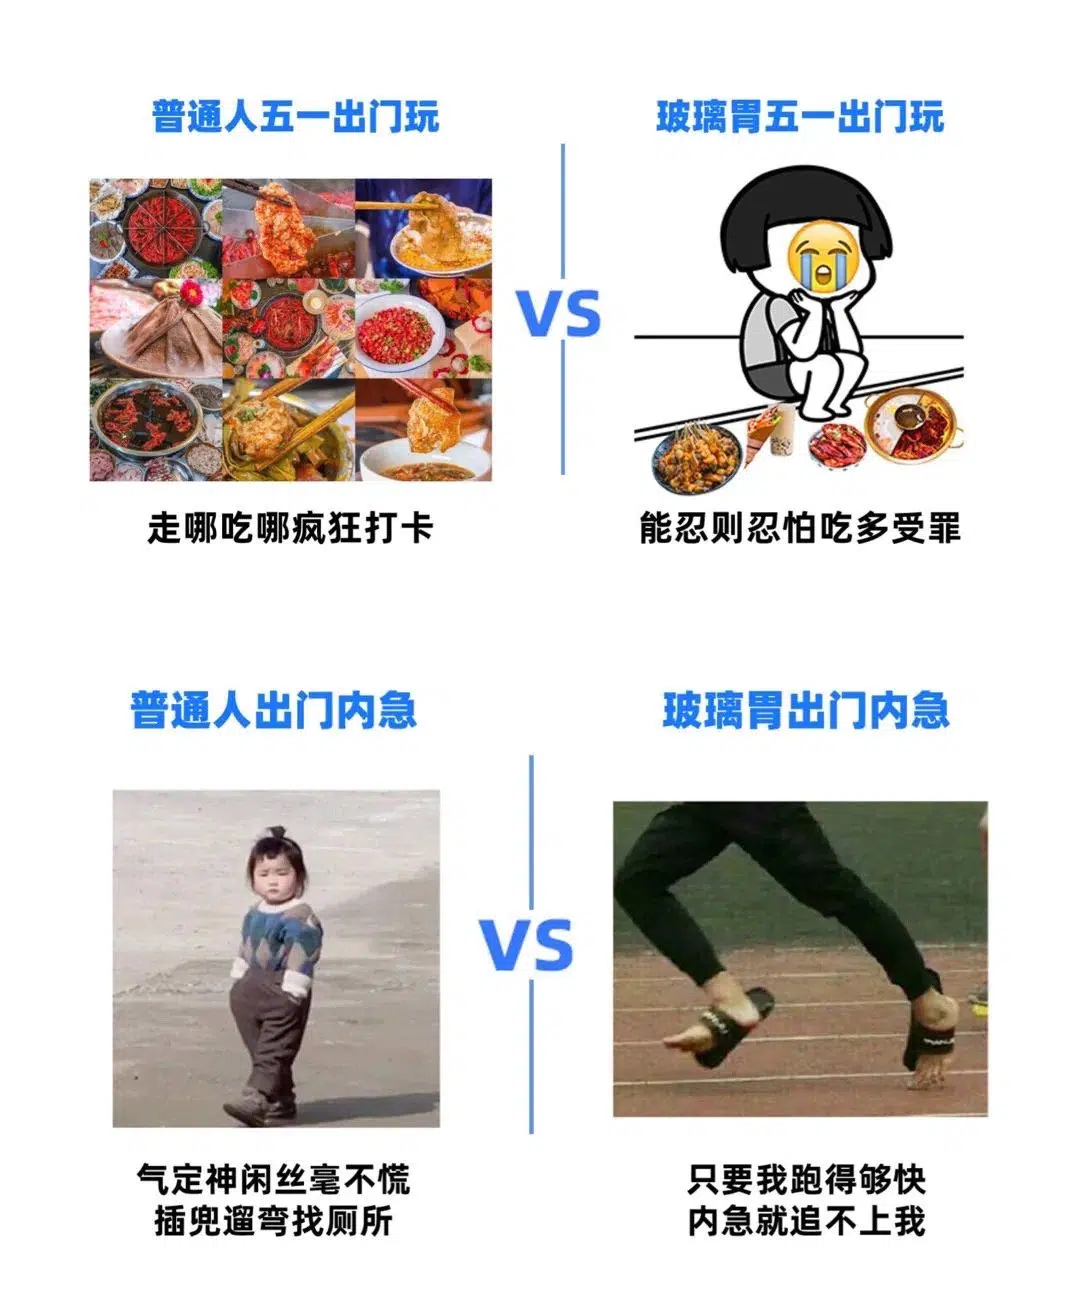 普通人五一出门玩
玻璃胃五一出门玩
VS
走哪吃哪疯狂打卡
能忍则忍怕吃多受罪
普通人出门内急
玻璃胃出门内急
VS
气定神闲丝毫不慌
插兜遛弯找厕所
只要我跑得够快
内急就追不上我